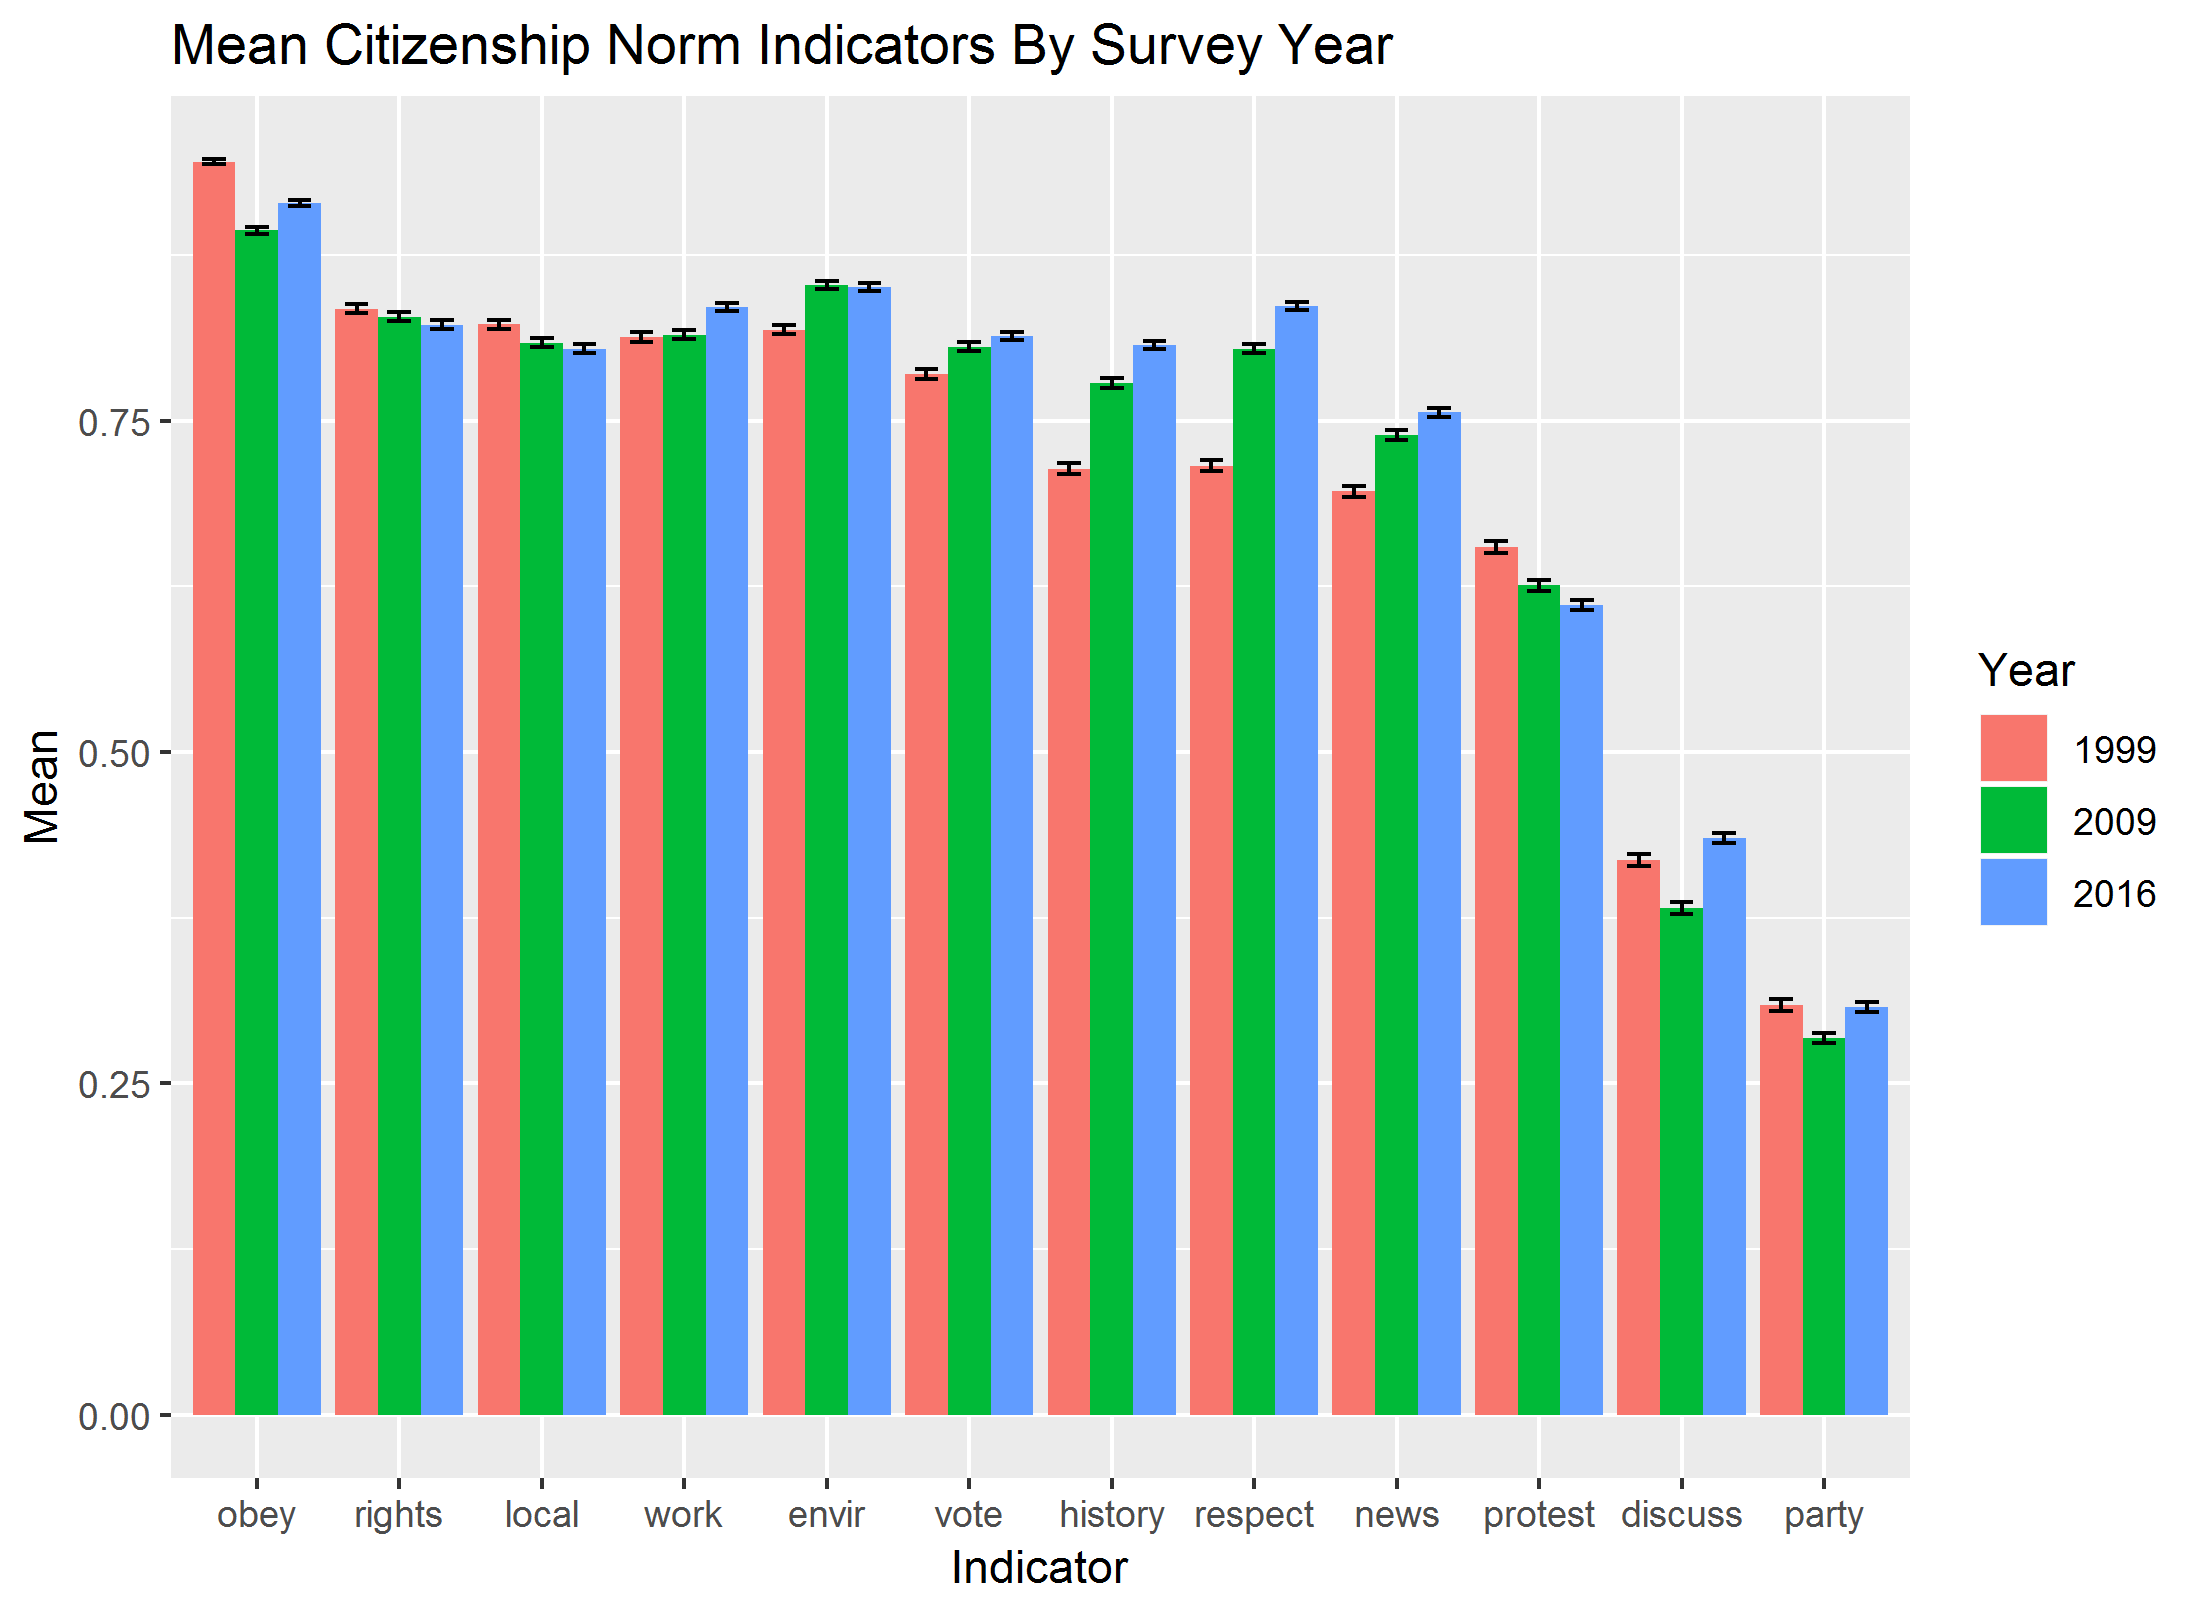 Mean Citizenship Norm Indicators By Survey Year
Mean
0.75
0.50
0.25
0.00
obey rights local work envir vote history respect news protest discuss party
Indicator
Year
1999
2009
2016